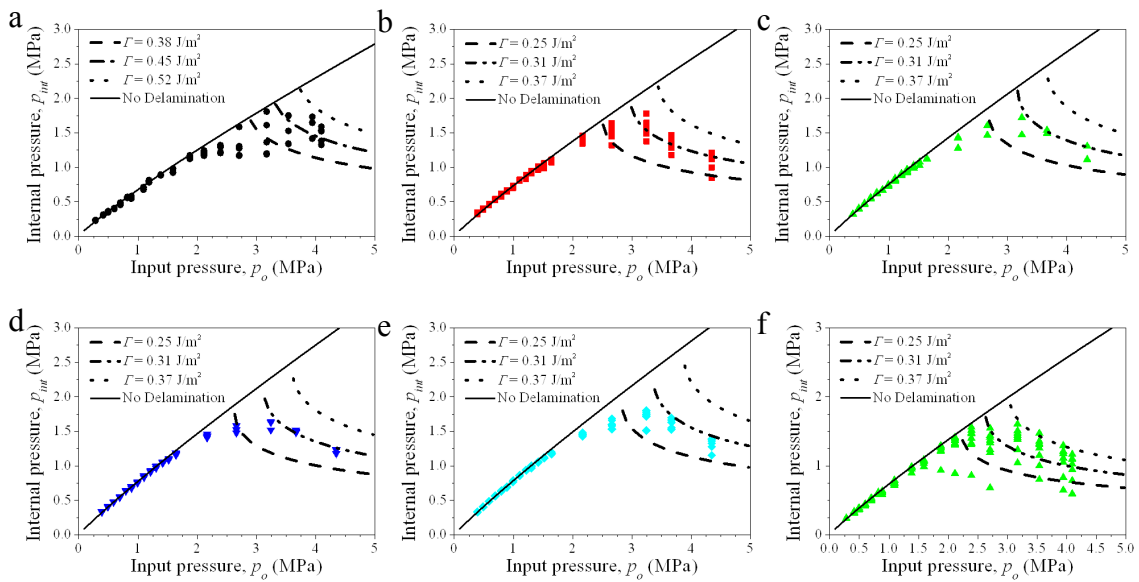 a
Γ = 0.38 J/m²
Γ = 0.45 J/m²
Γ = 0.52 J/m²
No Delamination
Internal pressure, p_int (MPa)
3.0
2.5
2.0
1.5
1.0
0.5
0.0
0 1 2 3 4 5
Input pressure, p_o (MPa)
b
Γ = 0.25 J/m²
Γ = 0.31 J/m²
Γ = 0.37 J/m²
No Delamination
Internal pressure, p_int (MPa)
3.0
2.5
2.0
1.5
1.0
0.5
0.0
0 1 2 3 4 5
Input pressure, p_o (MPa)
c
Γ = 0.25 J/m²
Γ = 0.31 J/m²
Γ = 0.37 J/m²
No Delamination
Internal pressure, p_int (MPa)
3.0
2.5
2.0
1.5
1.0
0.5
0.0
0 1 2 3 4 5
Input pressure, p_o (MPa)
d
Γ = 0.25 J/m²
Γ = 0.31 J/m²
Γ = 0.37 J/m²
No Delamination
Internal pressure, p_int (MPa)
3.0
2.5
2.0
1.5
1.0
0.5
0
0 1 2 3 4 5
Input pressure, p_o (MPa)
e
Γ = 0.25 J/m²
Γ = 0.31 J/m²
Γ = 0.37 J/m²
No Delamination
Internal pressure, p_int (MPa)
3.0
2.5
2.0
1.5
1.0
0.5
0.0
0 1 2 3 4 5
Input pressure, p_o (MPa)
f
Γ = 0.25 J/m²
Γ = 0.31 J/m²
Γ = 0.37 J/m²
No Delamination
Internal pressure, p_int (MPa)
3
2
2
1
1
3
0.0 0.5 1.0 1.5 2.0 2.5 3.0 3.5 4.0 4.5 5.0
Input pressure, p_o (MPa)